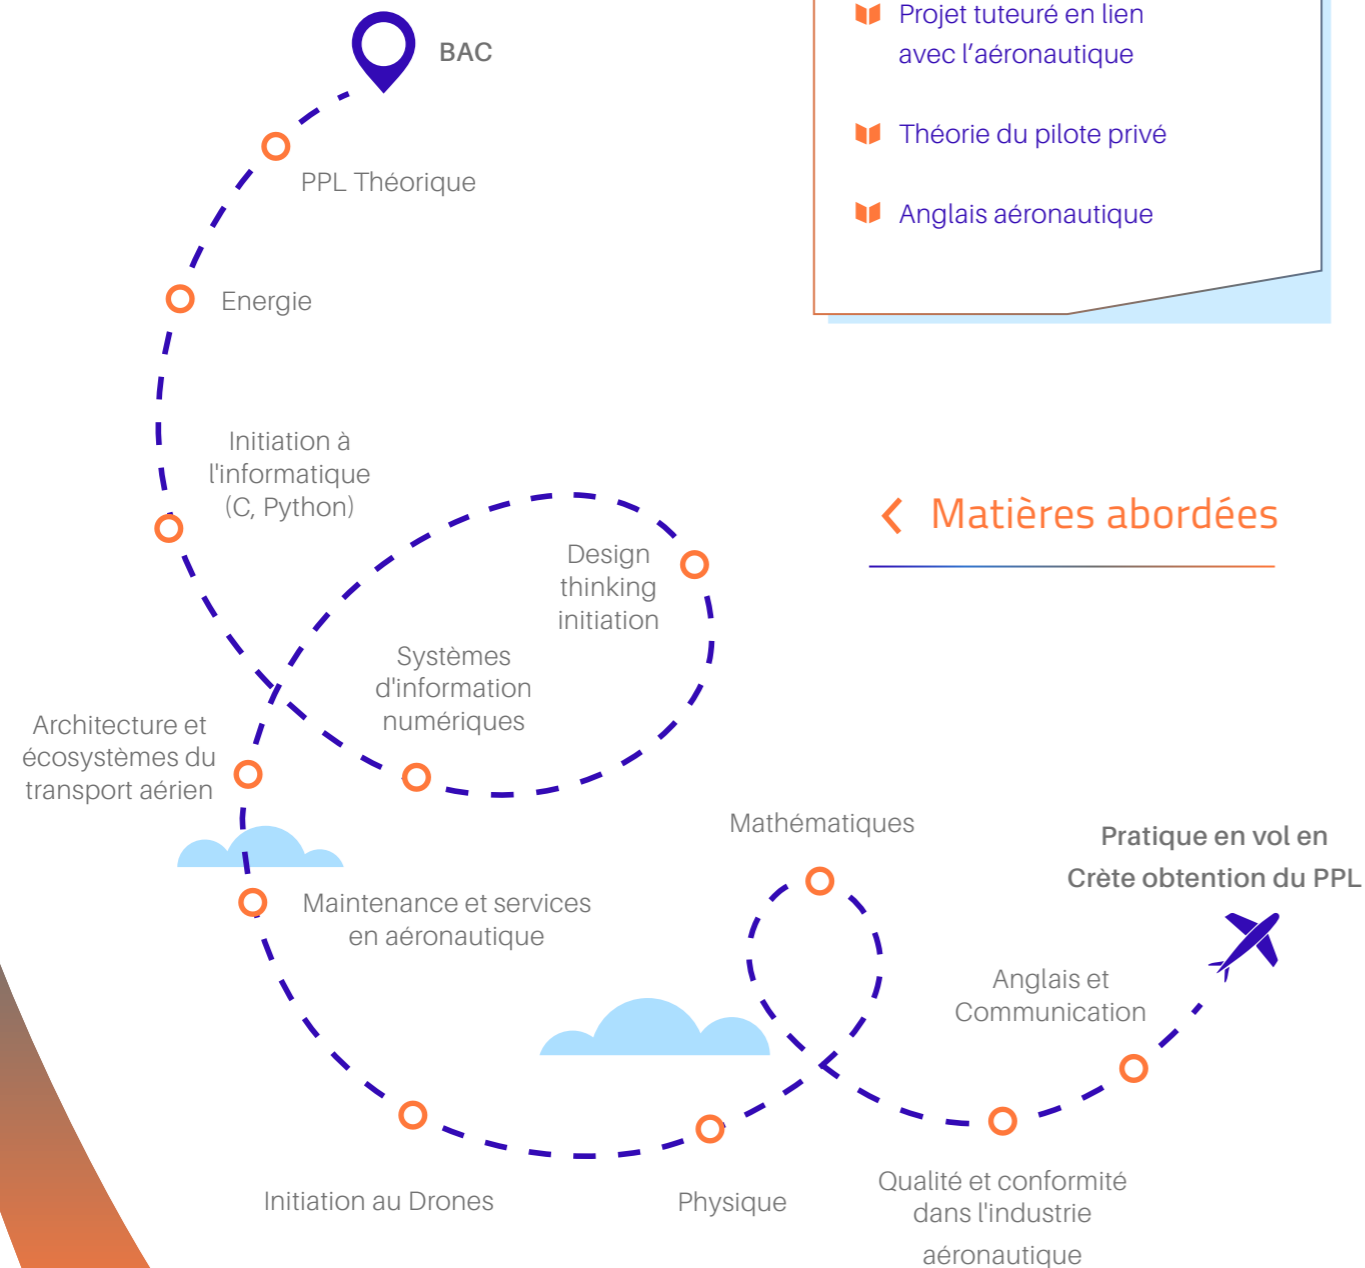 BAC
Projet tuteuré en lien
avec l’aéronautique
Théorie du pilote privé
Anglais aéronautique
PPL Théorique
Energie
Initiation à
l'informatique
(C, Python)
Matières abordées
Design
thinking
initiation
Systèmes
d'information
numériques
Architecture et
écosystèmes du
transport aérien
Maintenance et services
en aéronautique
Initiation au Drones
Physique
Mathématiques
Qualité et conformité
dans l'industrie
aéronautique
Anglais et
Communication
Pratique en vol en
Crète obtention du PPL